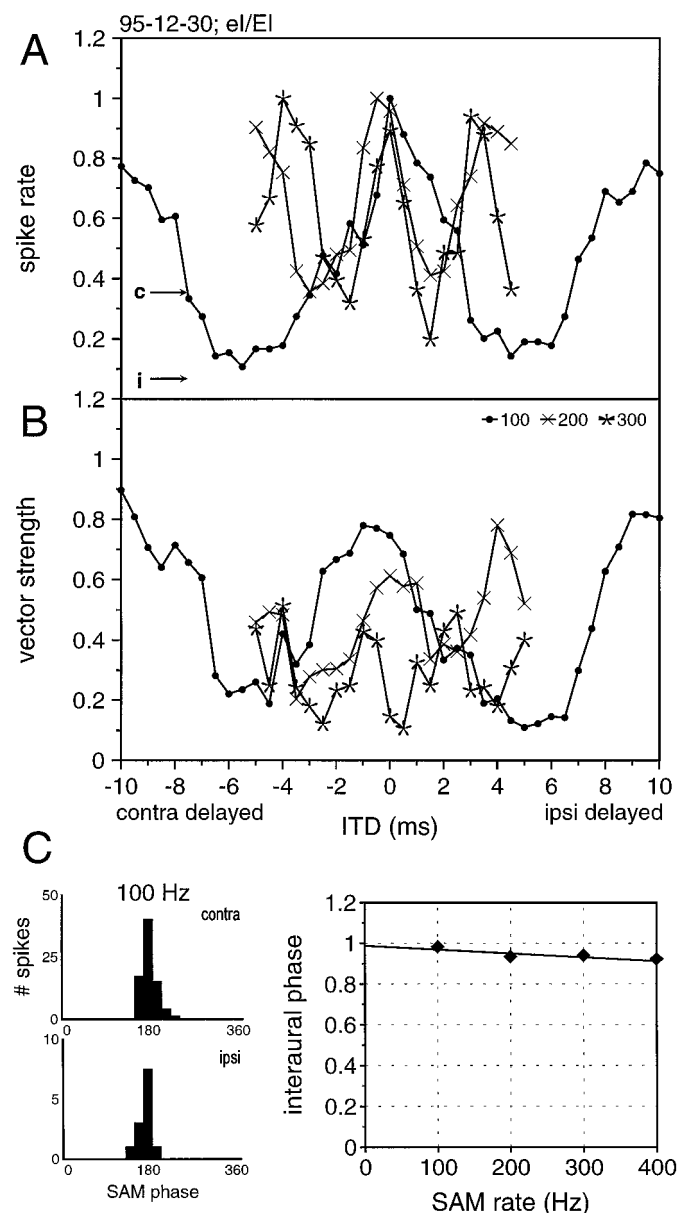 95-12-30; eI/EI
A
1.2
1
0.8
0.6
0.4
0.2
spike rate
c
i
B
100 200 300
1.2
1
0.8
0.6
0.4
0.2
0
vector strength
-10 -8 -6 -4 -2 0 2 4 6 8 10
contra delayed ITD (ms) ipsi delayed
C
100 Hz
contra
50
25
0
# spikes
0 180 360
ipsi
10
5
0
0 180 360
SAM phase
1.2
1
0.8
0.6
0.4
0.2
0
interaural phase
0 100 200 300 400
SAM rate (Hz)